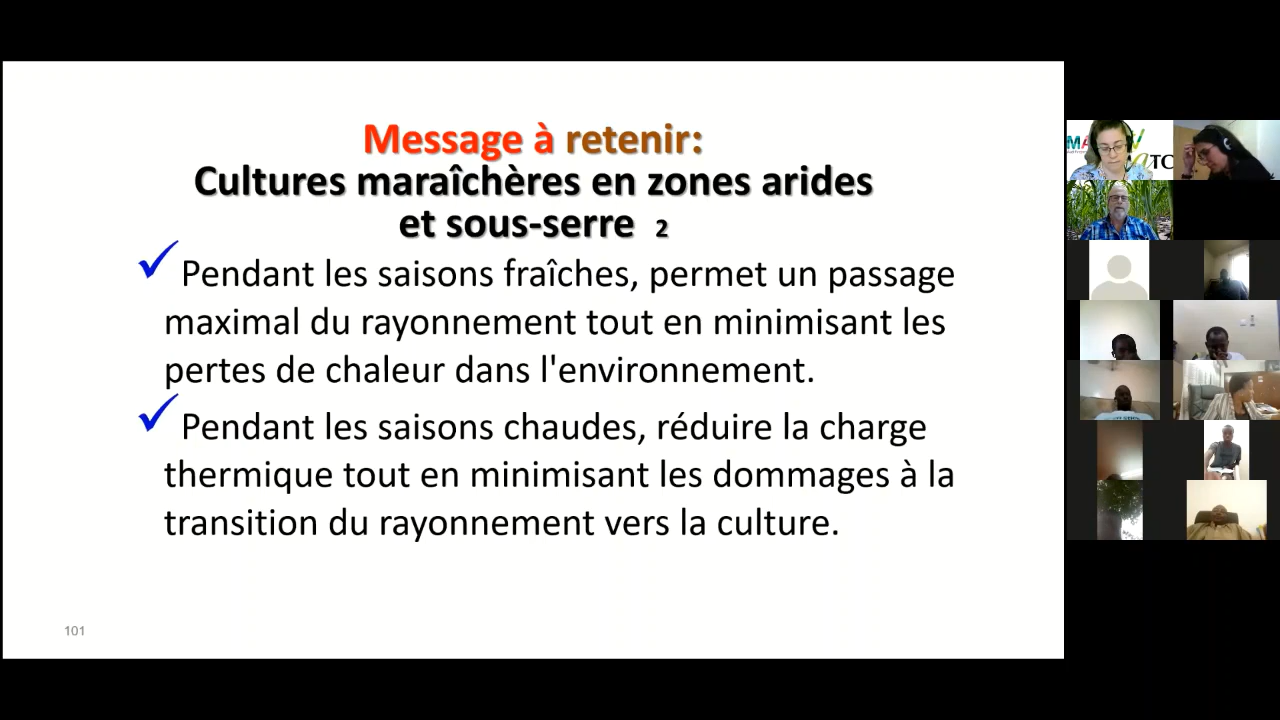 Message à retenir:
Cultures maraîchères en zones arides
et sous-serre 2
✓Pendant les saisons fraîches, permet un passage
maximal du rayonnement tout en minimisant les
pertes de chaleur dans l'environnement.
✓Pendant les saisons chaudes, réduire la charge
thermique tout en minimisant les dommages à la
transition du rayonnement vers la culture.
101